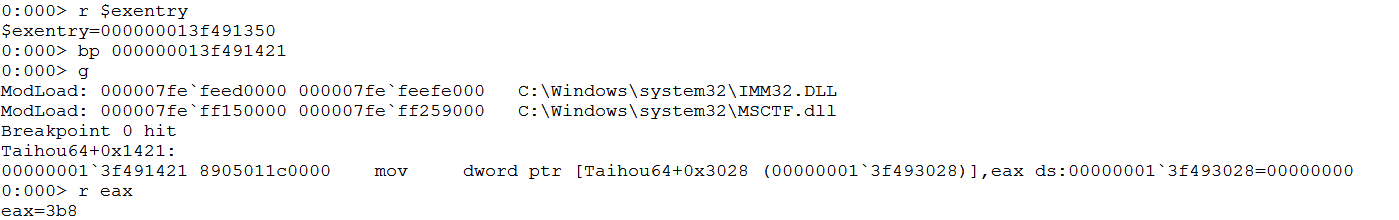 0:000> r $exentry
$exentry=000000013f491350
0:000> bp 000000013f491421
0:000> g
ModLoad: 000007fe`feed0000 000007fe`feefe000   C:\Windows\system32\IMM32.DLL
ModLoad: 000007fe`ff150000 000007fe`ff259000   C:\Windows\system32\MSCTF.dll
Breakpoint 0 hit
Taihou64+0x1421:
00000001`3f491421 8905011c0000    mov     dword ptr [Taihou64+0x3028 (00000001`3f493028)],eax ds:00000001`3f493028=00000000
0:000> r eax
eax=3b8